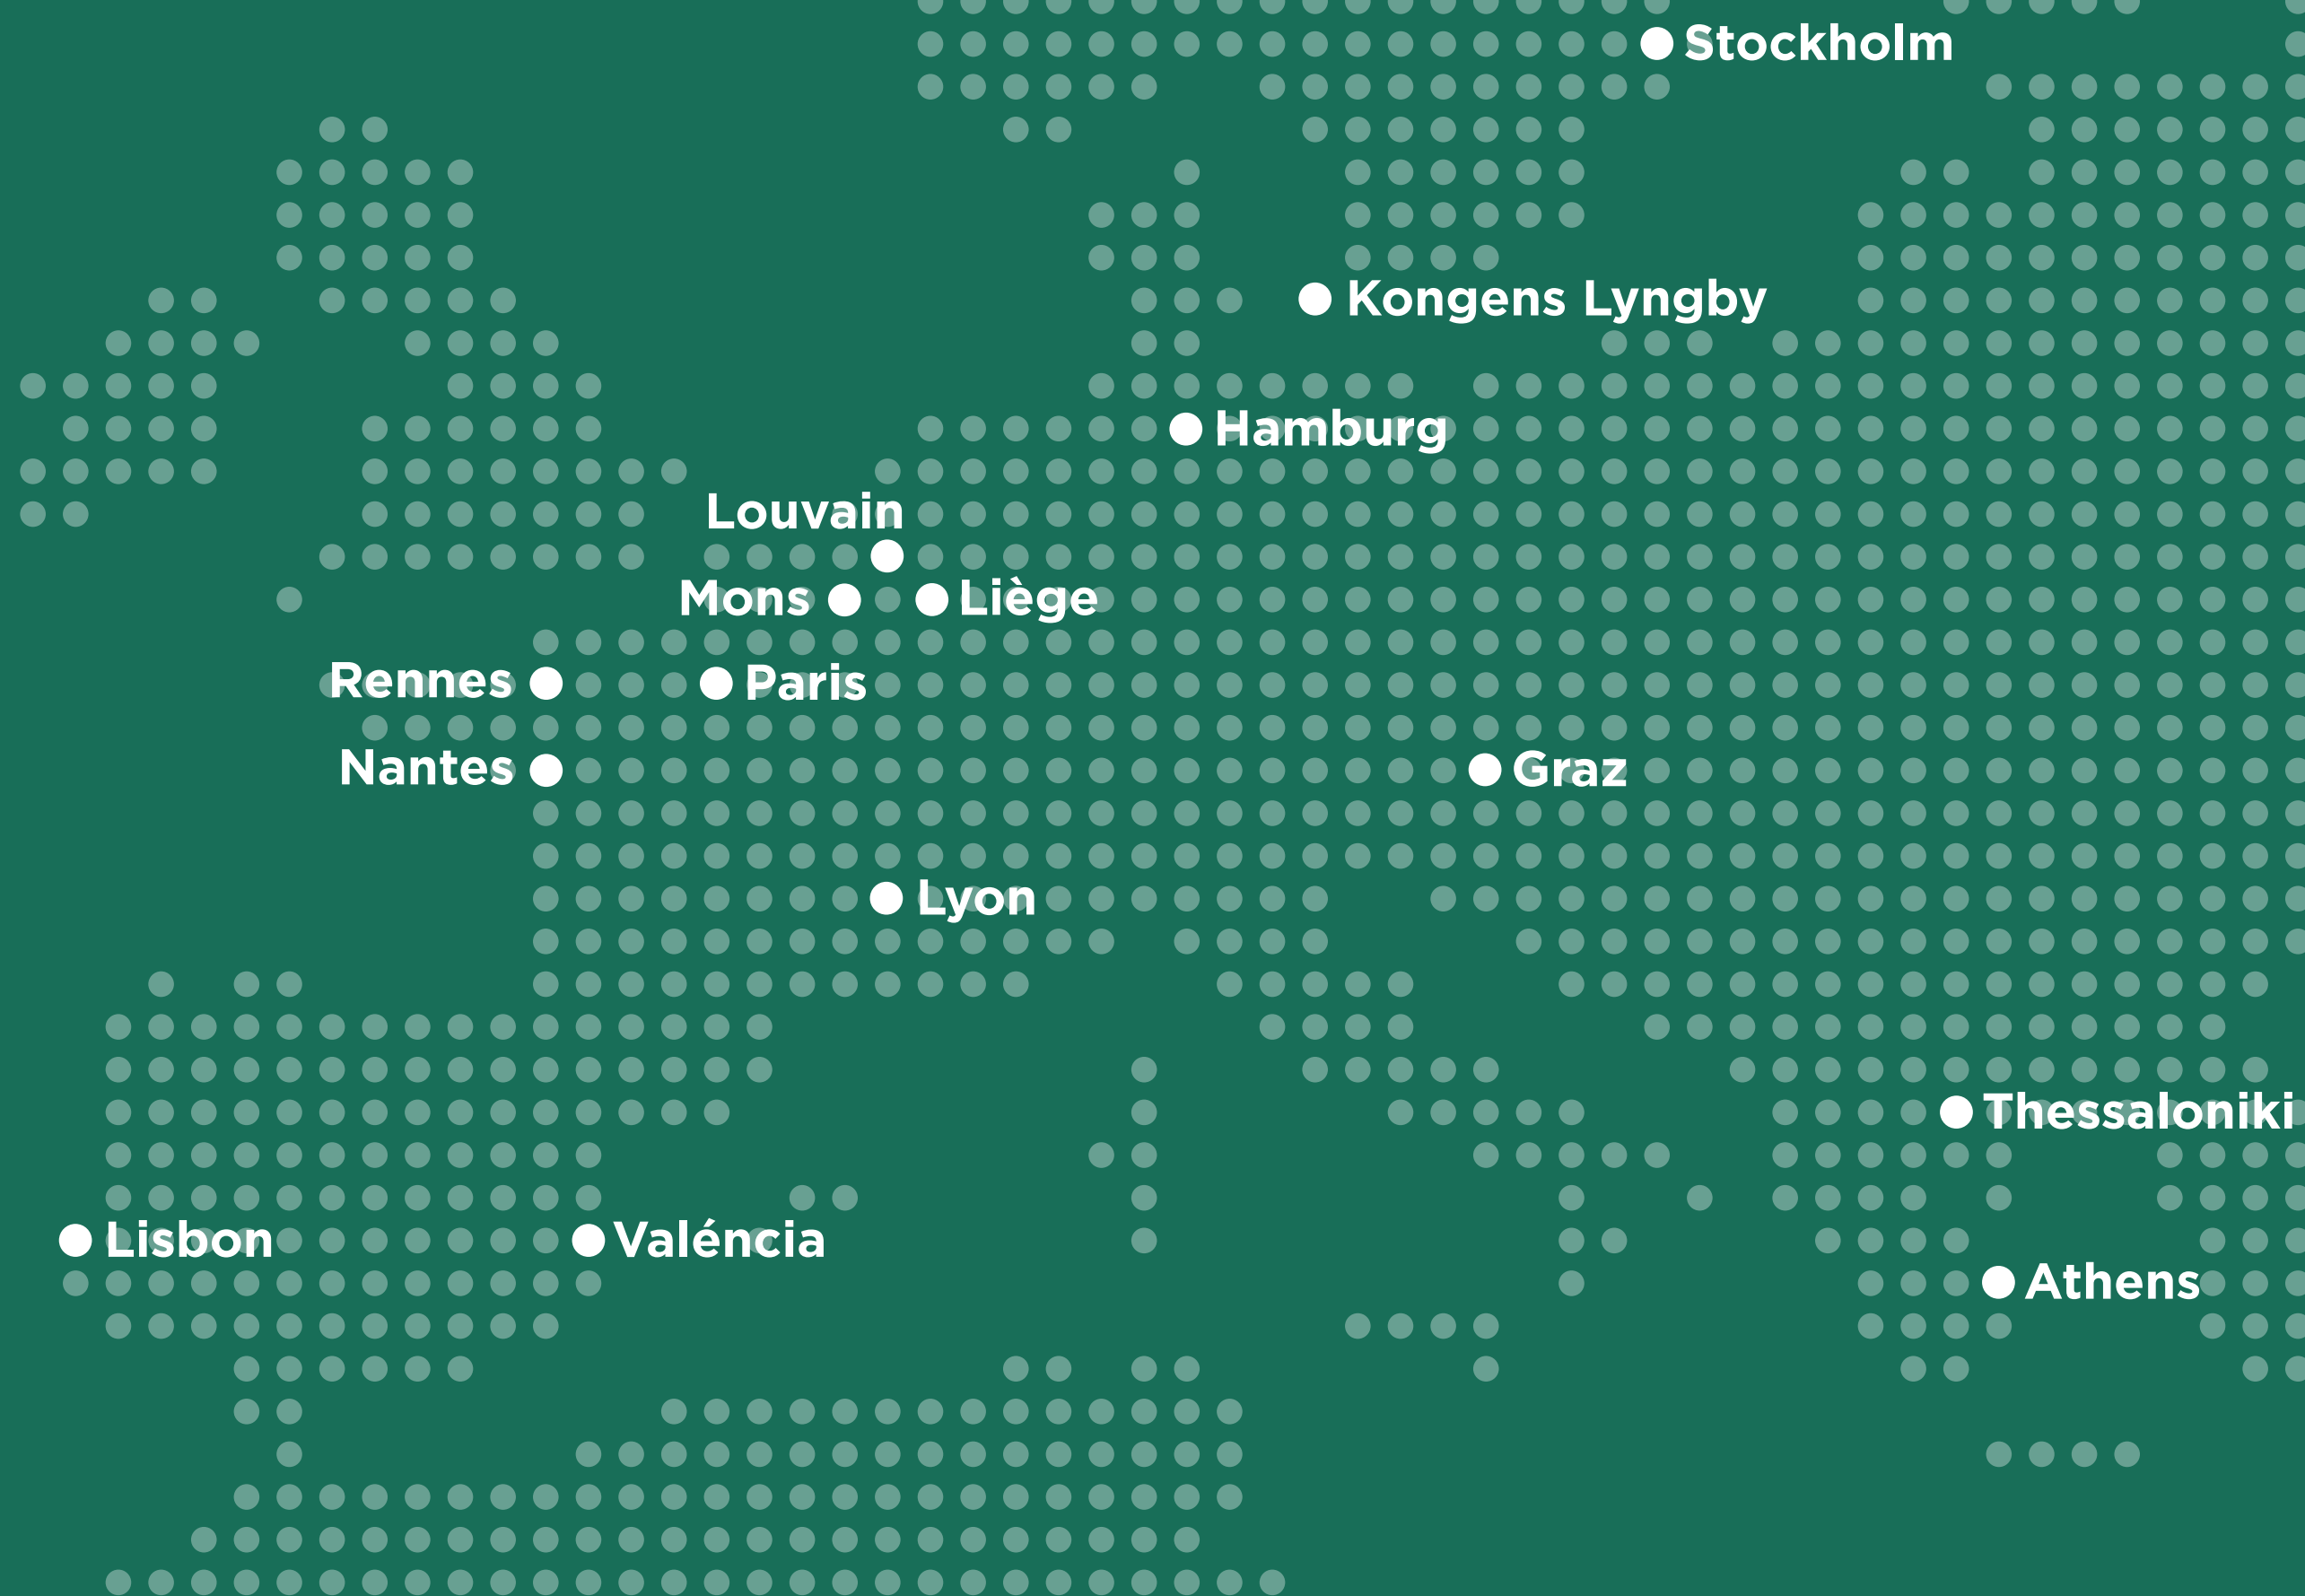 Stockholm
Kongens Lyngby
Hamburg
Louvain
Mons
Liège
Rennes
Paris
Nantes
Graz
Lyon
Thessaloniki
Lisbon
Valéncia
Athens